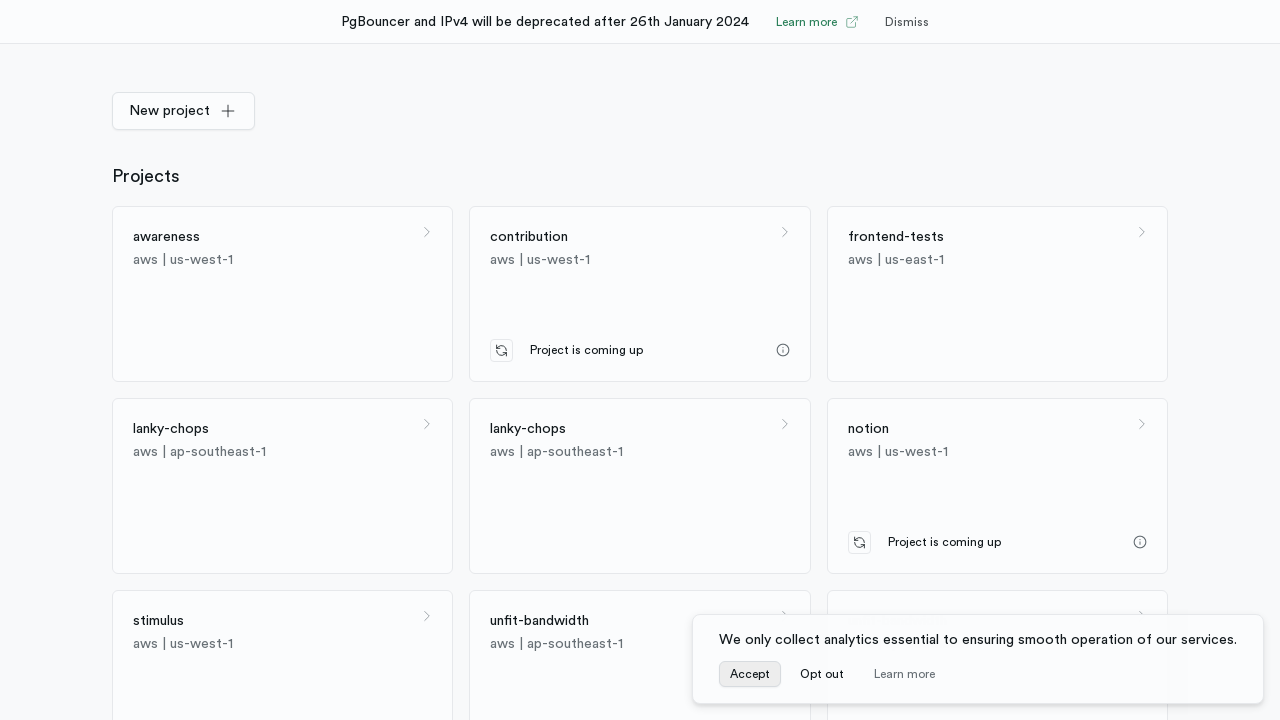 PgBouncer and IPv4 will be deprecated after 26th January 2024 Learn more Dismiss
New project
Projects
awareness
aws | us-west-1
contribution
aws | us-west-1
Project is coming up
frontend-tests
aws | us-east-1
lanky-chops
aws | ap-southeast-1
lanky-chops
aws | ap-southeast-1
notion
aws | us-west-1
Project is coming up
stimulus
aws | us-west-1
unfit-bandwidth
aws | ap-southeast-1
We only collect analytics essential to ensuring smooth operation of our services.
Accept Opt out Learn more